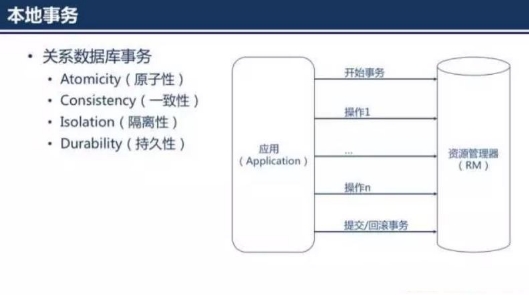 本地事务
• 关系数据库事务
• Atomicity（原子性）
• Consistency（一致性）
• Isolation（隔离性）
• Durability（持久性）
应用
（Application）
开始事务
操作1
...
操作n
提交/回滚事务
资源管理器
（RM）